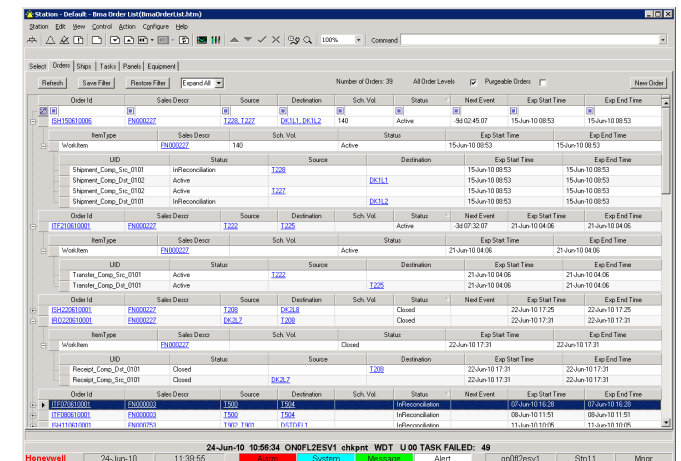 Station - Default - Bma Order List(BmaOrderList.htm)
Station Edit View Control Action Configure Help
100% Command
Select Orders Ships Tasks Panels Equipment
Refresh Save Filter Restore Filter Expand All Number of Orders: 39 All Order Levels Purgeable Orders New Order
Order Id Sales Descr Source Destination Sch. Vol. Status Next Event Exp Start Time Exp End Time
ISH150610006 FN000227 T228, T227 DK1L1, DK1L2 140 Active -9d 02:45:07 15-Jun-10 08:53 15-Jun-10 08:53
ItemType Sales Descr Sch. Vol. Status Exp Start Time Exp End Time
WorkItem FN000227 140 Active 15-Jun-10 08:53 15-Jun-10 08:53
UID Status Source Destination Exp Start Time Exp End Time
Shipment_Comp_Src_0101 InReconciliation T228 15-Jun-10 08:53 15-Jun-10 08:53
Shipment_Comp_Dst_0101 Active DK1L1 15-Jun-10 08:53 15-Jun-10 08:53
Shipment_Comp_Src_0102 Active T227 15-Jun-10 08:53 15-Jun-10 08:53
Shipment_Comp_Dst_0102 InReconciliation DK1L2 15-Jun-10 08:53 15-Jun-10 08:53
Order Id Sales Descr Source Destination Sch. Vol. Status Next Event Exp Start Time Exp End Time
ITF210610001 FN000227 T222 T225 Active -3d 07:32:07 21-Jun-10 04:06 21-Jun-10 04:06
ItemType Sales Descr Sch. Vol. Status Exp Start Time Exp End Time
WorkItem FN000227 Active 21-Jun-10 04:06 21-Jun-10 04:06
UID Status Source Destination Exp Start Time Exp End Time
Transfer_Comp_Src_0101 Active T222 21-Jun-10 04:06 21-Jun-10 04:06
Transfer_Comp_Dst_0101 Active T225 21-Jun-10 04:06 21-Jun-10 04:06
Order Id Sales Descr Source Destination Sch. Vol. Status Next Event Exp Start Time Exp End Time
ISH220610001 FN000227 T208 DK2L8 Closed 22-Jun-10 17:25 22-Jun-10 17:25
IRO220610001 FN000227 DK2L7 T208 Closed 22-Jun-10 17:31 22-Jun-10 17:31
ItemType Sales Descr Sch. Vol. Status Exp Start Time Exp End Time
WorkItem FN000227 Closed 22-Jun-10 17:31 22-Jun-10 17:31
UID Status Source Destination Exp Start Time Exp End Time
Receipt_Comp_Dst_0101 Closed T208 22-Jun-10 17:31 22-Jun-10 17:31
Receipt_Comp_Src_0101 Closed DK2L7 22-Jun-10 17:31 22-Jun-10 17:31
Order Id Sales Descr Source Destination Sch. Vol. Status Next Event Exp Start Time Exp End Time
ITF070610001 FN000003 T500 T504 InReconciliation 07-Jun-10 16:28 07-Jun-10 16:28
ITF080610001 FN000003 T500 T504 InReconciliation 08-Jun-10 11:51 08-Jun-10 11:51
ISH110610001 FN000753 T902, T901 DSTDEL1 InReconciliation 11-Jun-10 10:05 11-Jun-10 10:05
24-Jun-10 10:56:34 ON0FL2ESV1 chkpnt WDT U 00 TASK FAILED: 49
Honeywell 24-Jun-10 11:39:55 Alarm System Message Alert on0fl2esv1 Stn11 Mngr